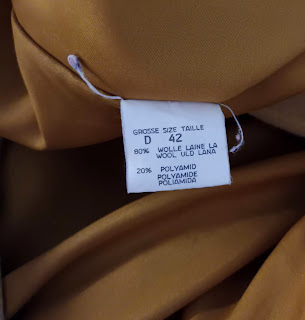 GROSSE SIZE TAILLE
D 42
80% WOLLE LAINE LA
WOOL ULD LANA
20% POLYAMID
POLYAMIDE
POLIAMIDA